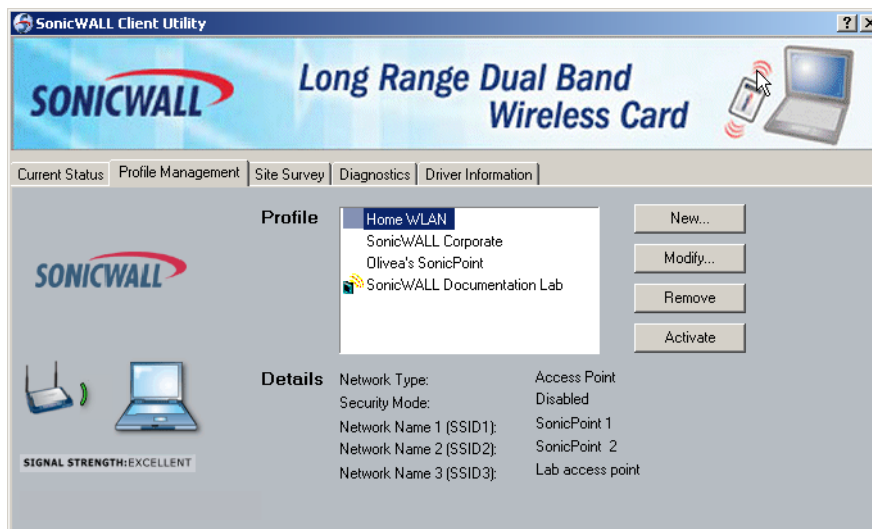 SonicWALL Client Utility
SONICWALL
Long Range Dual Band
Wireless Card
Current Status
Profile Management
Site Survey
Diagnostics
Driver Information
SONICWALL
SIGNAL STRENGTH:EXCELLENT
Profile
Home WLAN
SonicWALL Corporate
Olivea's SonicPoint
SonicWALL Documentation Lab
New...
Modify...
Remove
Activate
Details
Network Type: Access Point
Security Mode: Disabled
Network Name 1 (SSID1): SonicPoint 1
Network Name 2 (SSID2): SonicPoint 2
Network Name 3 (SSID3): Lab access point